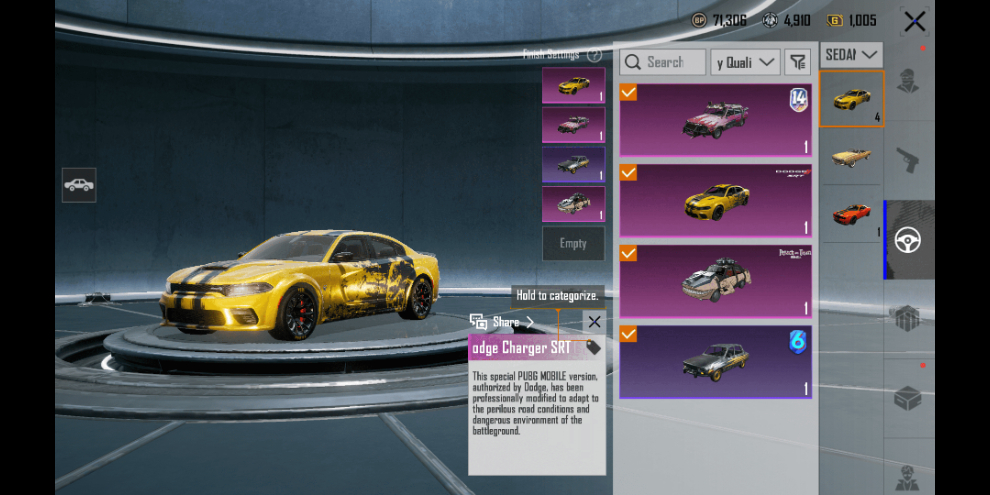 71,306 4,910 G 1,005
Finish Settings ?
Search
y Quali
SEDAI
1
1
1
1
Empty
14
1
DODGE
SRT
1
1
6
1
4
1
Hold to categorize.
Share
odge Charger SRT
This special PUBG MOBILE version,
authorized by Dodge, has been
professionally modified to adapt to
the perilous road conditions and
dangerous environment of the
battleground.